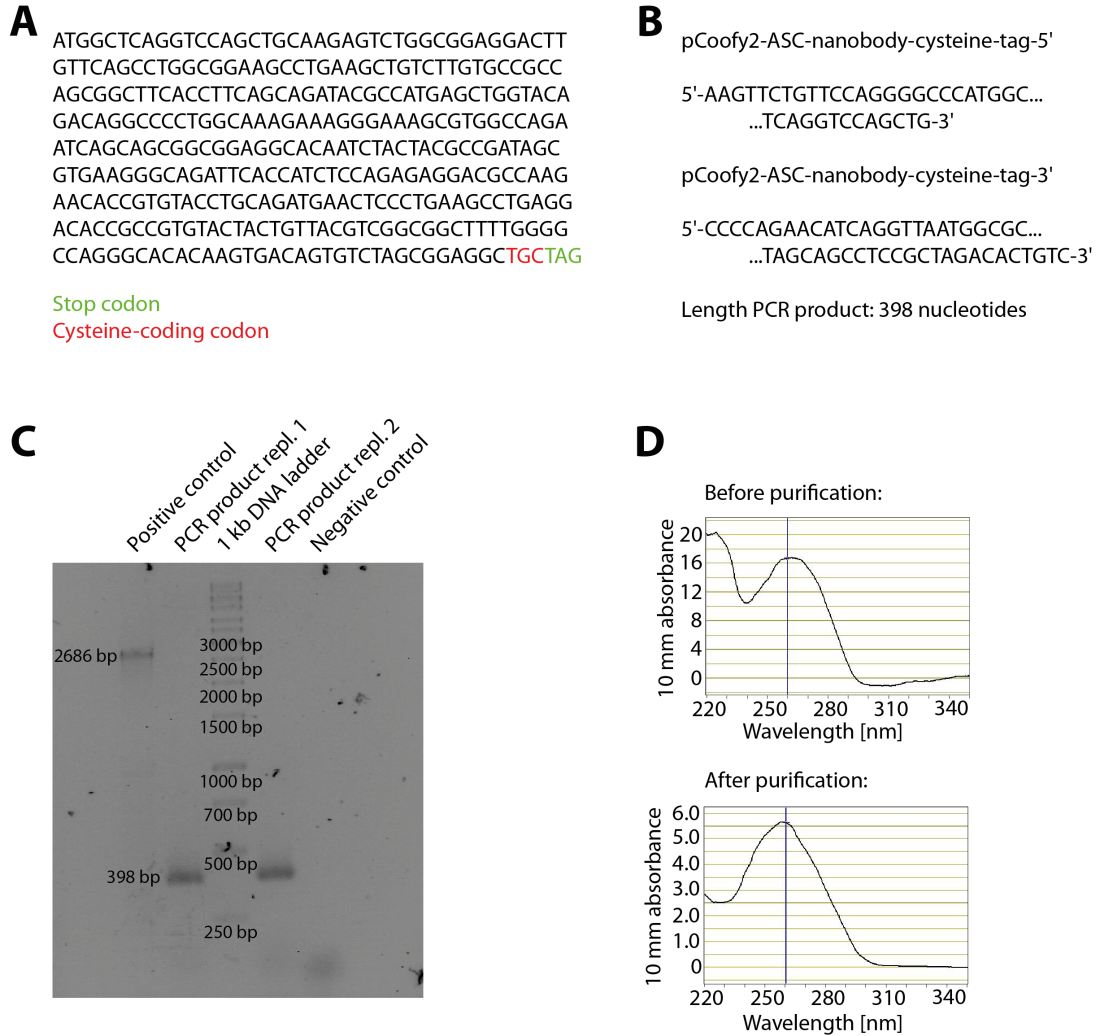 A
ATGGCTCAGGTCCAGCTGCAAGAGTCTGGCGGAGGACTT
GTTCAGCCTGGCGGAAGCCTGAAGCTGTCTTGTGCCGCC
AGCGGCTTCACCTTCAGCAGATACGCCATGAGCTGGTACA
GACAGGCCCCTGGCAAAGAAAGGGAAAGCGTGGCCAGA
ATCAGCAGCGGCGGAGGCACAATCTACTACGCCGATAGC
GTGAAGGGCAGATTCACCATCTCCAGAGAGGACGCCAAG
AACACCGTGTACCTGCAGATGAACTCCCTGAAGCCTGAGG
ACACCGCCGTGTACTACTGTTACGTCGGCGGCTTTTGGGG
CCAGGGCACACAAGTGACAGTGTCTAGCGGAGGCTGCTAG
Stop codon
Cysteine-coding codon
B
pCoofy2-ASC-nanobody-cysteine-tag-5'
5'-AAGTTCTGTTCCAGGGGCCCATGGC...
...TCAGGTCCAGCTG-3'
pCoofy2-ASC-nanobody-cysteine-tag-3'
5'-CCCCAGAACATCAGGTTAATGGCGC...
...TAGCAGCCTCCGCTAGACACTGTC-3'
Length PCR product: 398 nucleotides
C
Positive control
PCR product repl. 1
1 kb DNA ladder
PCR product repl. 2
Negative control
3000 bp
2686 bp
2500 bp
2000 bp
1500 bp
1000 bp
700 bp
500 bp
398 bp
250 bp
D
Before purification:
10 mm absorbance
20
16
12
8
4
0
220 250 280 310 340
Wavelength [nm]
After purification:
10 mm absorbance
6.0
5.0
4.0
3.0
2.0
1.0
0
220 250 280 310 340
Wavelength [nm]